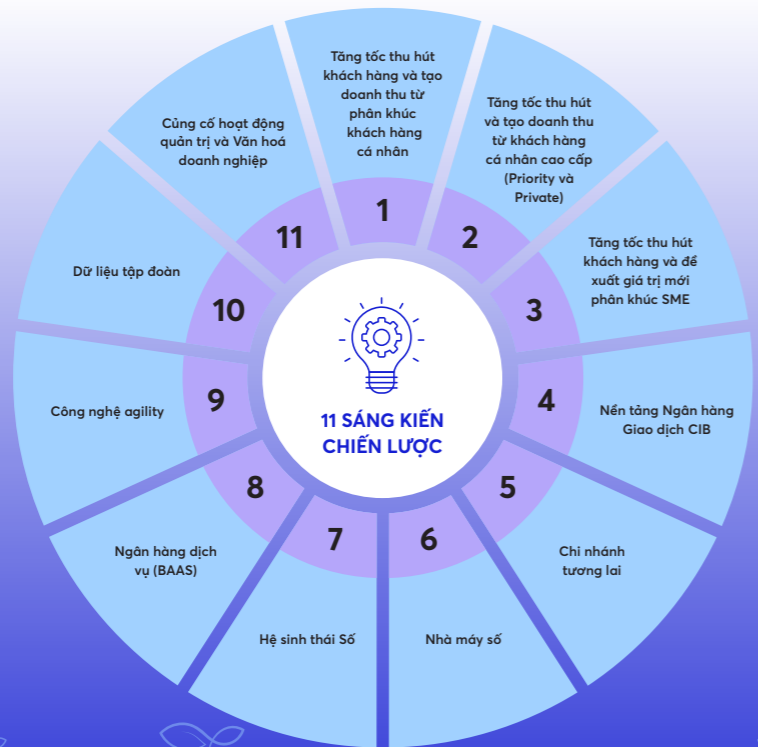 11 SÁNG KIẾN
CHIẾN LƯỢC
1
Tăng tốc thu hút
khách hàng và tạo
doanh thu từ
phân khúc
khách hàng
cá nhân
2
Tăng tốc thu hút
và tạo doanh thu
từ khách hàng
cá nhân cao cấp
(Priority và
Private)
3
Tăng tốc thu hút
khách hàng và đề
xuất giá trị mới
phân khúc SME
4
Nền tảng Ngân hàng
Giao dịch CIB
5
Chi nhánh
tương lai
6
Nhà máy số
7
Hệ sinh thái Số
8
Ngân hàng dịch
vụ (BAAS)
9
Công nghệ agility
10
Dữ liệu tập đoàn
11
Củng cố hoạt động
quản trị và Văn hoá
doanh nghiệp